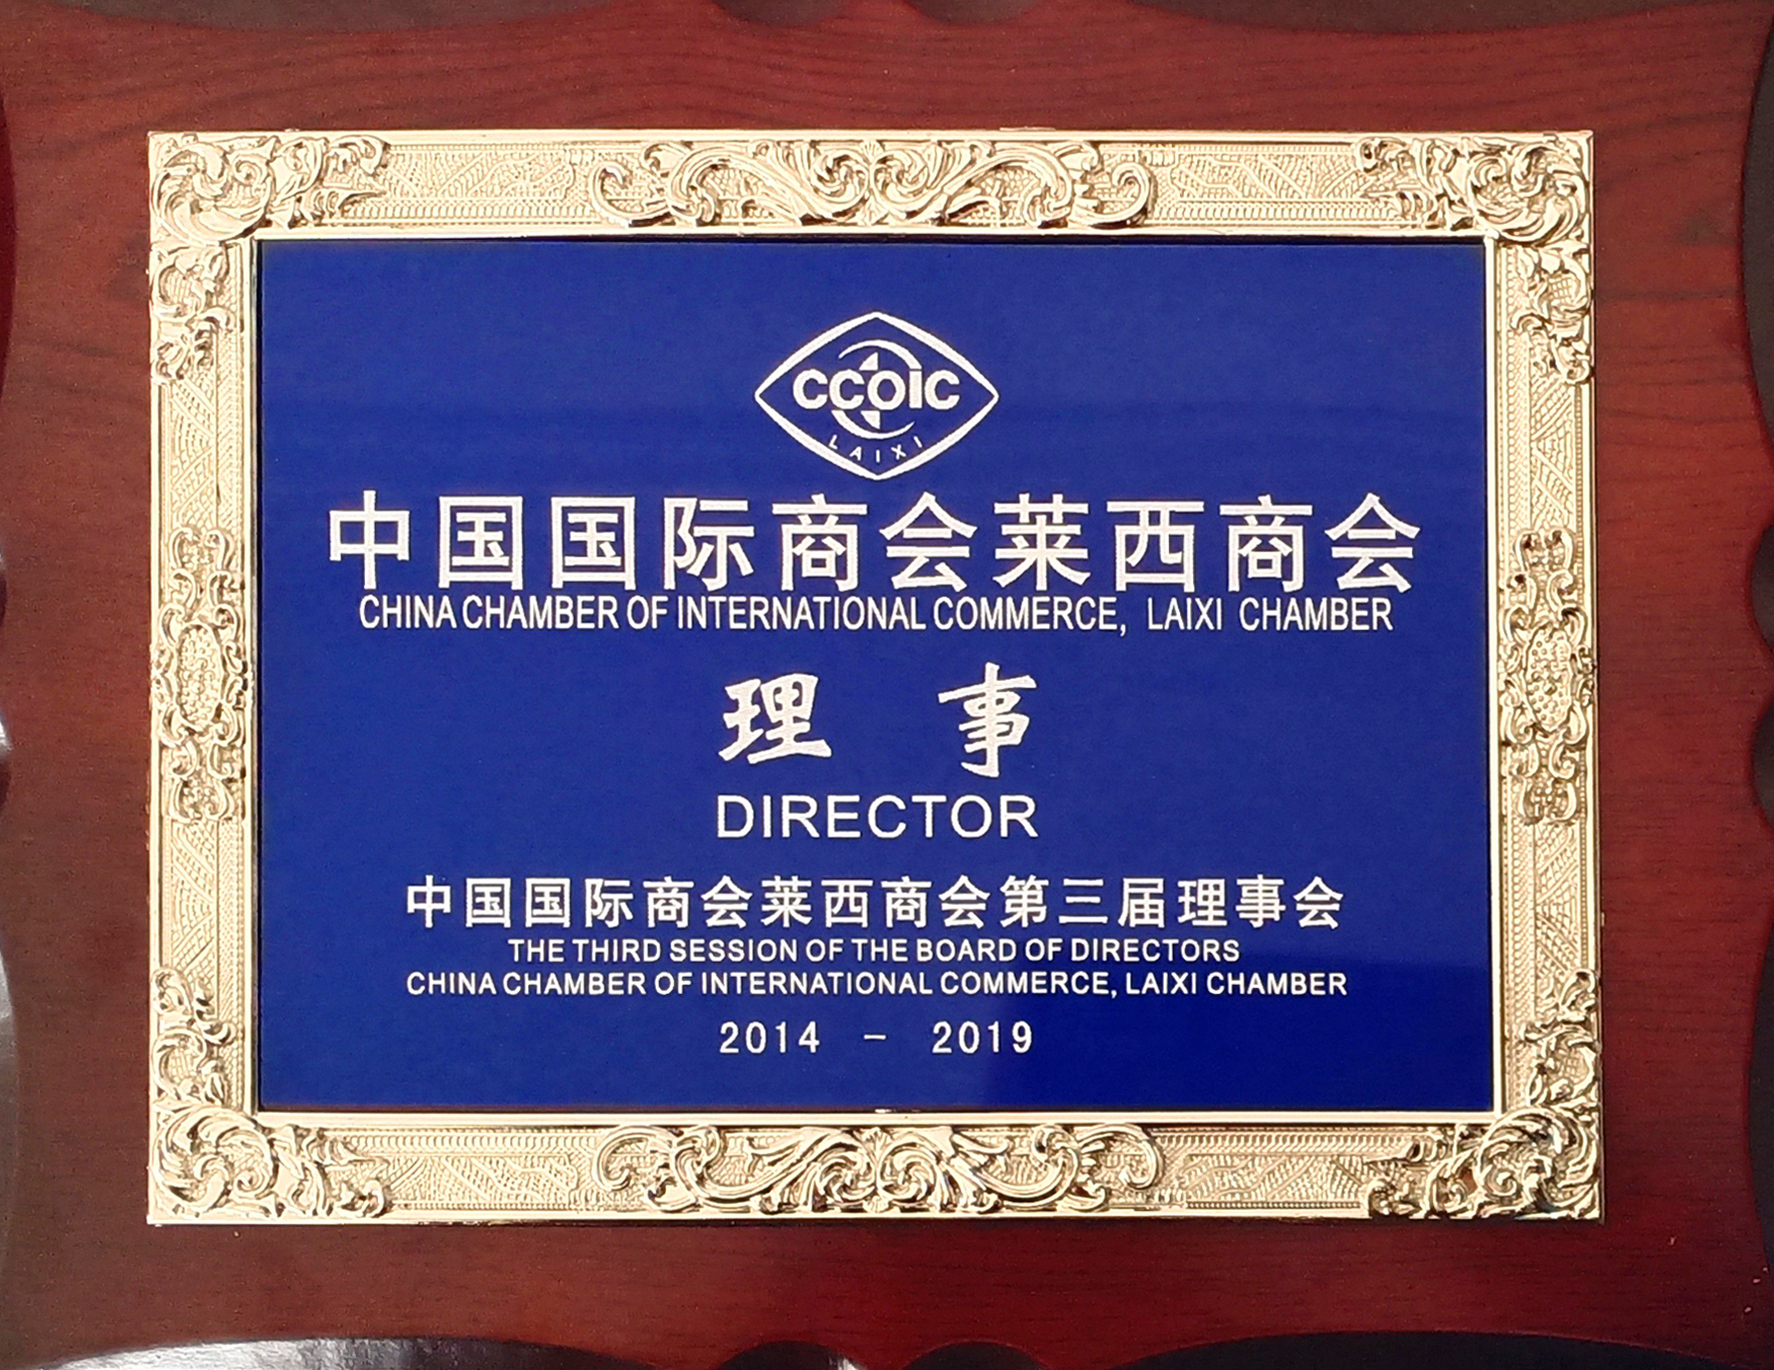 CCOIC
LAIXI
中国国际商会莱西商会
CHINA CHAMBER OF INTERNATIONAL COMMERCE, LAIXI CHAMBER
理 事
DIRECTOR
中国国际商会莱西商会第三届理事会
THE THIRD SESSION OF THE BOARD OF DIRECTORS
CHINA CHAMBER OF INTERNATIONAL COMMERCE, LAIXI CHAMBER
2014 - 2019